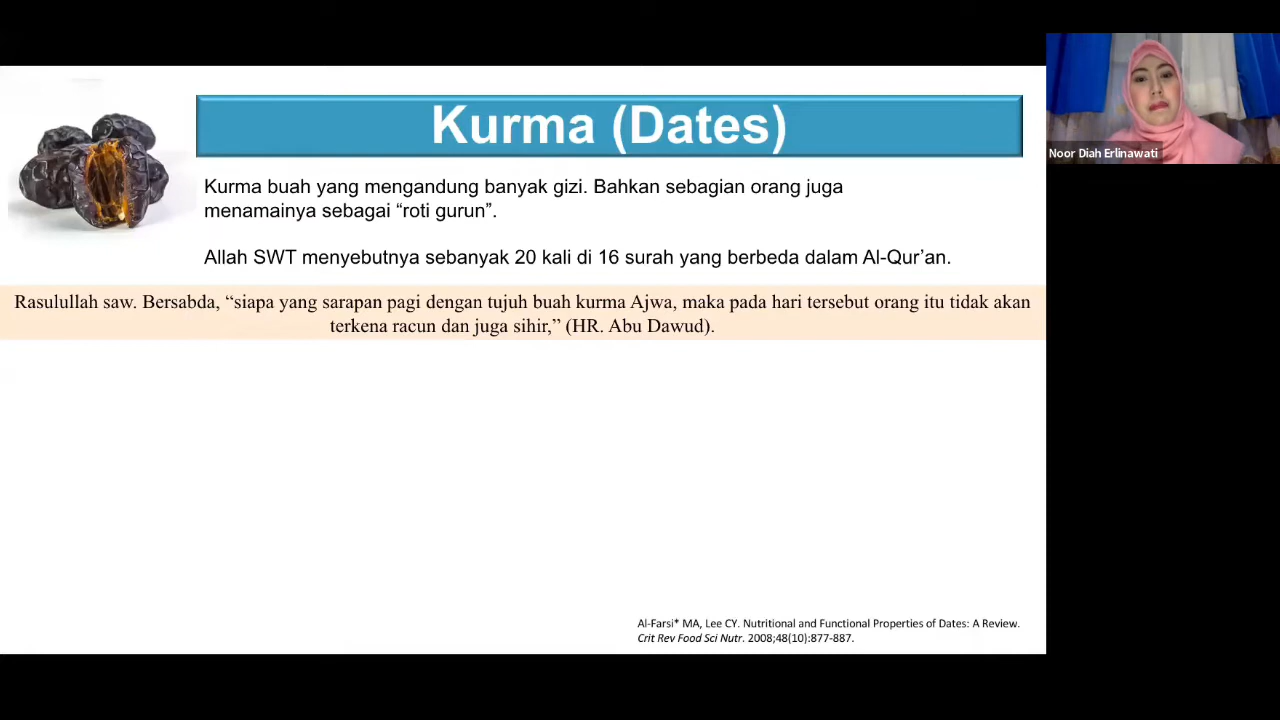 Kurma (Dates)
Kurma buah yang mengandung banyak gizi. Bahkan sebagian orang juga
menamainya sebagai “roti gurun”.
Allah SWT menyebutnya sebanyak 20 kali di 16 surah yang berbeda dalam Al-Qur’an.
Rasulullah saw. Bersabda, “siapa yang sarapan pagi dengan tujuh buah kurma Ajwa, maka pada hari tersebut orang itu tidak akan
terkena racun dan juga sihir,” (HR. Abu Dawud).
Al-Farsi* MA, Lee CY. Nutritional and Functional Properties of Dates: A Review.
Crit Rev Food Sci Nutr. 2008;48(10):877-887.
Noor Diah Erlinawati